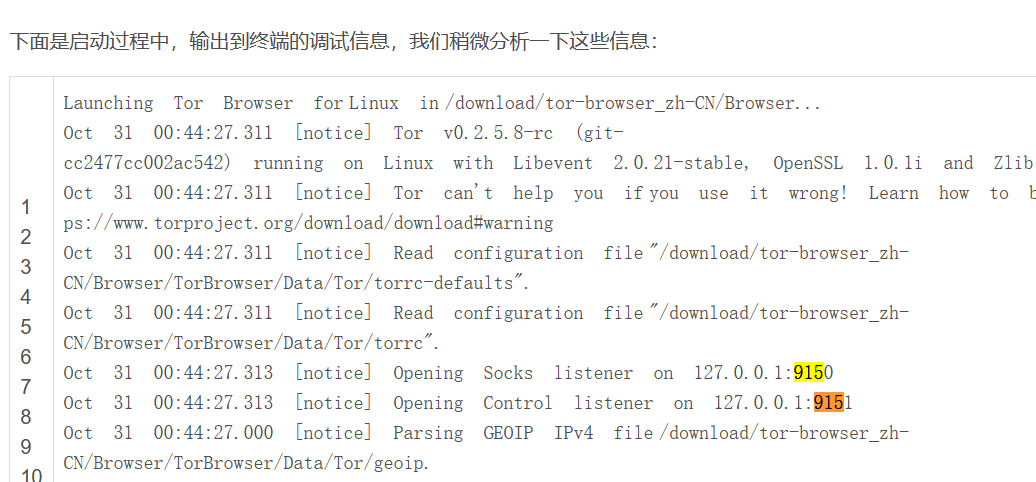 下面是启动过程中，输出到终端的调试信息，我们稍微分析一下这些信息：
Launching Tor Browser for Linux in /download/tor-browser_zh-CN/Browser...
Oct 31 00:44:27.311 [notice] Tor v0.2.5.8-rc (git-
cc2477cc002ac542) running on Linux with Libevent 2.0.21-stable, OpenSSL 1.0.1i and Zlib
1
Oct 31 00:44:27.311 [notice] Tor can't help you if you use it wrong! Learn how to b
2
ps://www.torproject.org/download/download#warning
3
Oct 31 00:44:27.311 [notice] Read configuration file "/download/tor-browser_zh-
4
CN/Browser/TorBrowser/Data/Tor/torrc-defaults".
5
Oct 31 00:44:27.311 [notice] Read configuration file "/download/tor-browser_zh-
6
CN/Browser/TorBrowser/Data/Tor/torrc".
7
Oct 31 00:44:27.313 [notice] Opening Socks listener on 127.0.0.1:9150
8
Oct 31 00:44:27.313 [notice] Opening Control listener on 127.0.0.1:9151
9
Oct 31 00:44:27.000 [notice] Parsing GEOIP IPv4 file /download/tor-browser_zh-
10
CN/Browser/TorBrowser/Data/Tor/geoip.